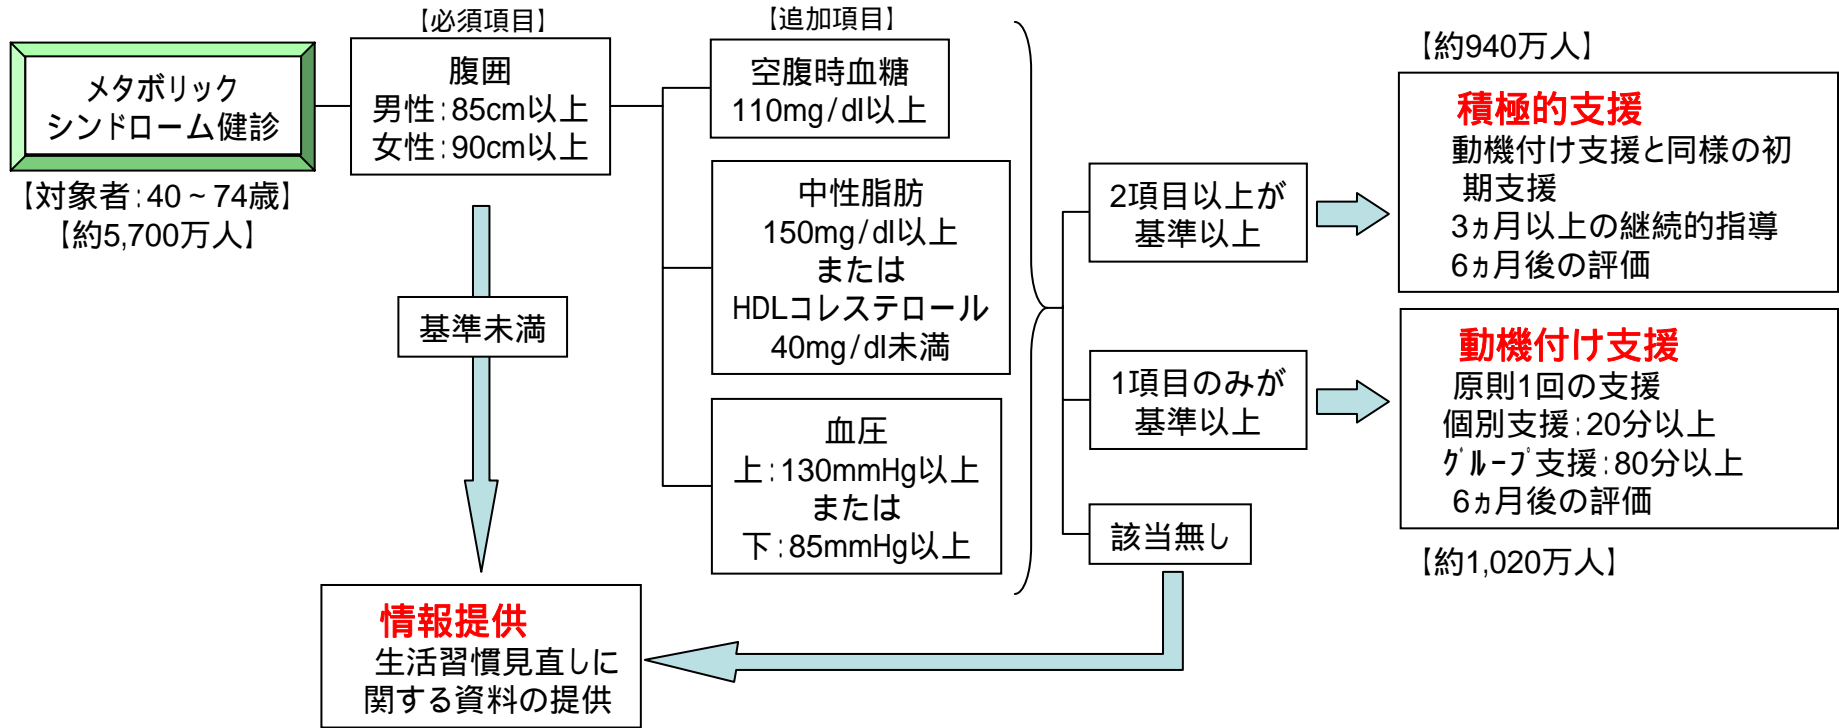 メタボリック
シンドローム健診
【対象者:40~74歳】
【約5,700万人】
【必須項目】
腹囲
男性:85cm以上
女性:90cm以上
基準未満
情報提供
生活習慣見直しに
関する資料の提供
【追加項目】
空腹時血糖
110mg/dl以上
中性脂肪
150mg/dl以上
または
HDLコレステロール
40mg/dl未満
血圧
上:130mmHg以上
または
下:85mmHg以上
2項目以上が
基準以上
1項目のみが
基準以上
該当無し
【約940万人】
積極的支援
動機付け支援と同様の初
期支援
3ヵ月以上の継続的指導
6ヵ月後の評価
動機付け支援
原則1回の支援
個別支援:20分以上
グループ支援:80分以上
6ヵ月後の評価
【約1,020万人】